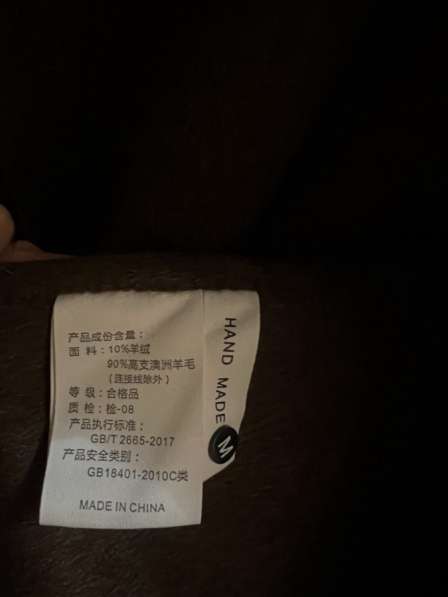 产品成份含量：
面 料：10%羊绒
90%高支澳洲羊毛
（连接线除外）
等 级：合格品
质 检：检-08
产品执行标准：
GB/T 2665-2017
产品安全类别：
GB18401-2010C类
MADE IN CHINA
HAND MADE
M